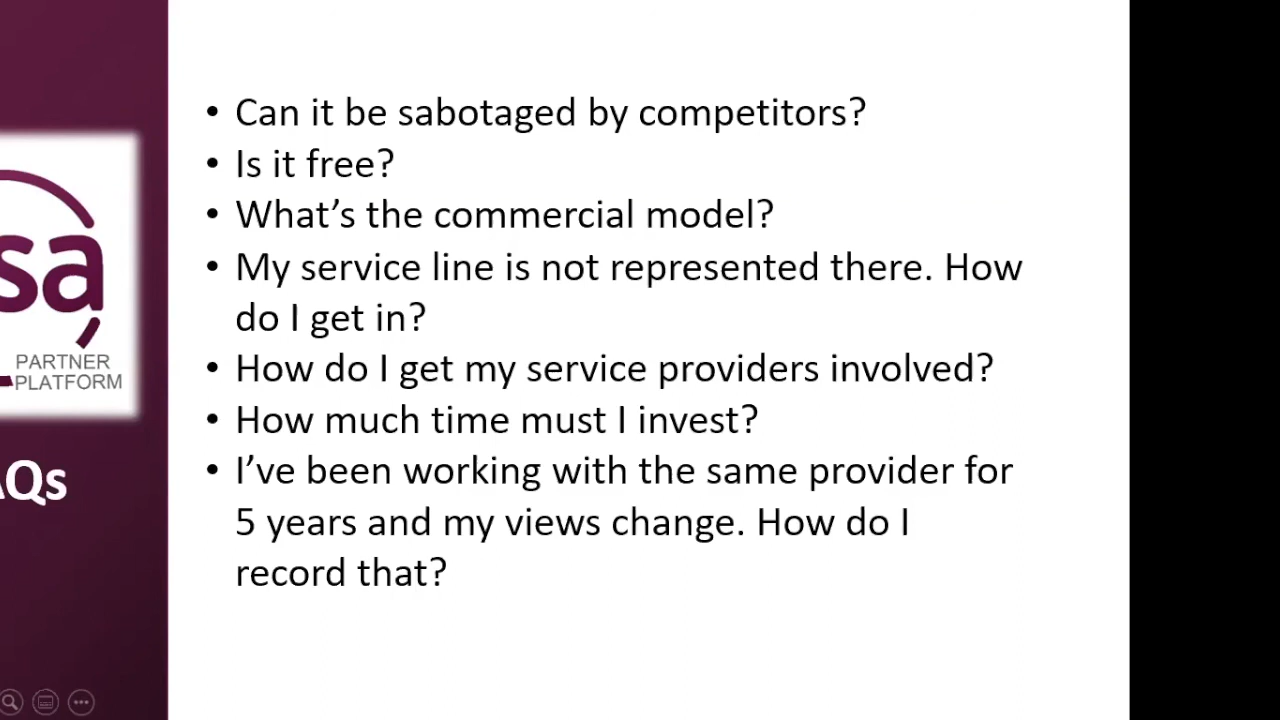 • Can it be sabotaged by competitors?
• Is it free?
• What’s the commercial model?
• My service line is not represented there. How
do I get in?
• How do I get my service providers involved?
• How much time must I invest?
• I’ve been working with the same provider for
5 years and my views change. How do I
record that?
sa
PARTNER
PLATFORM
AQs